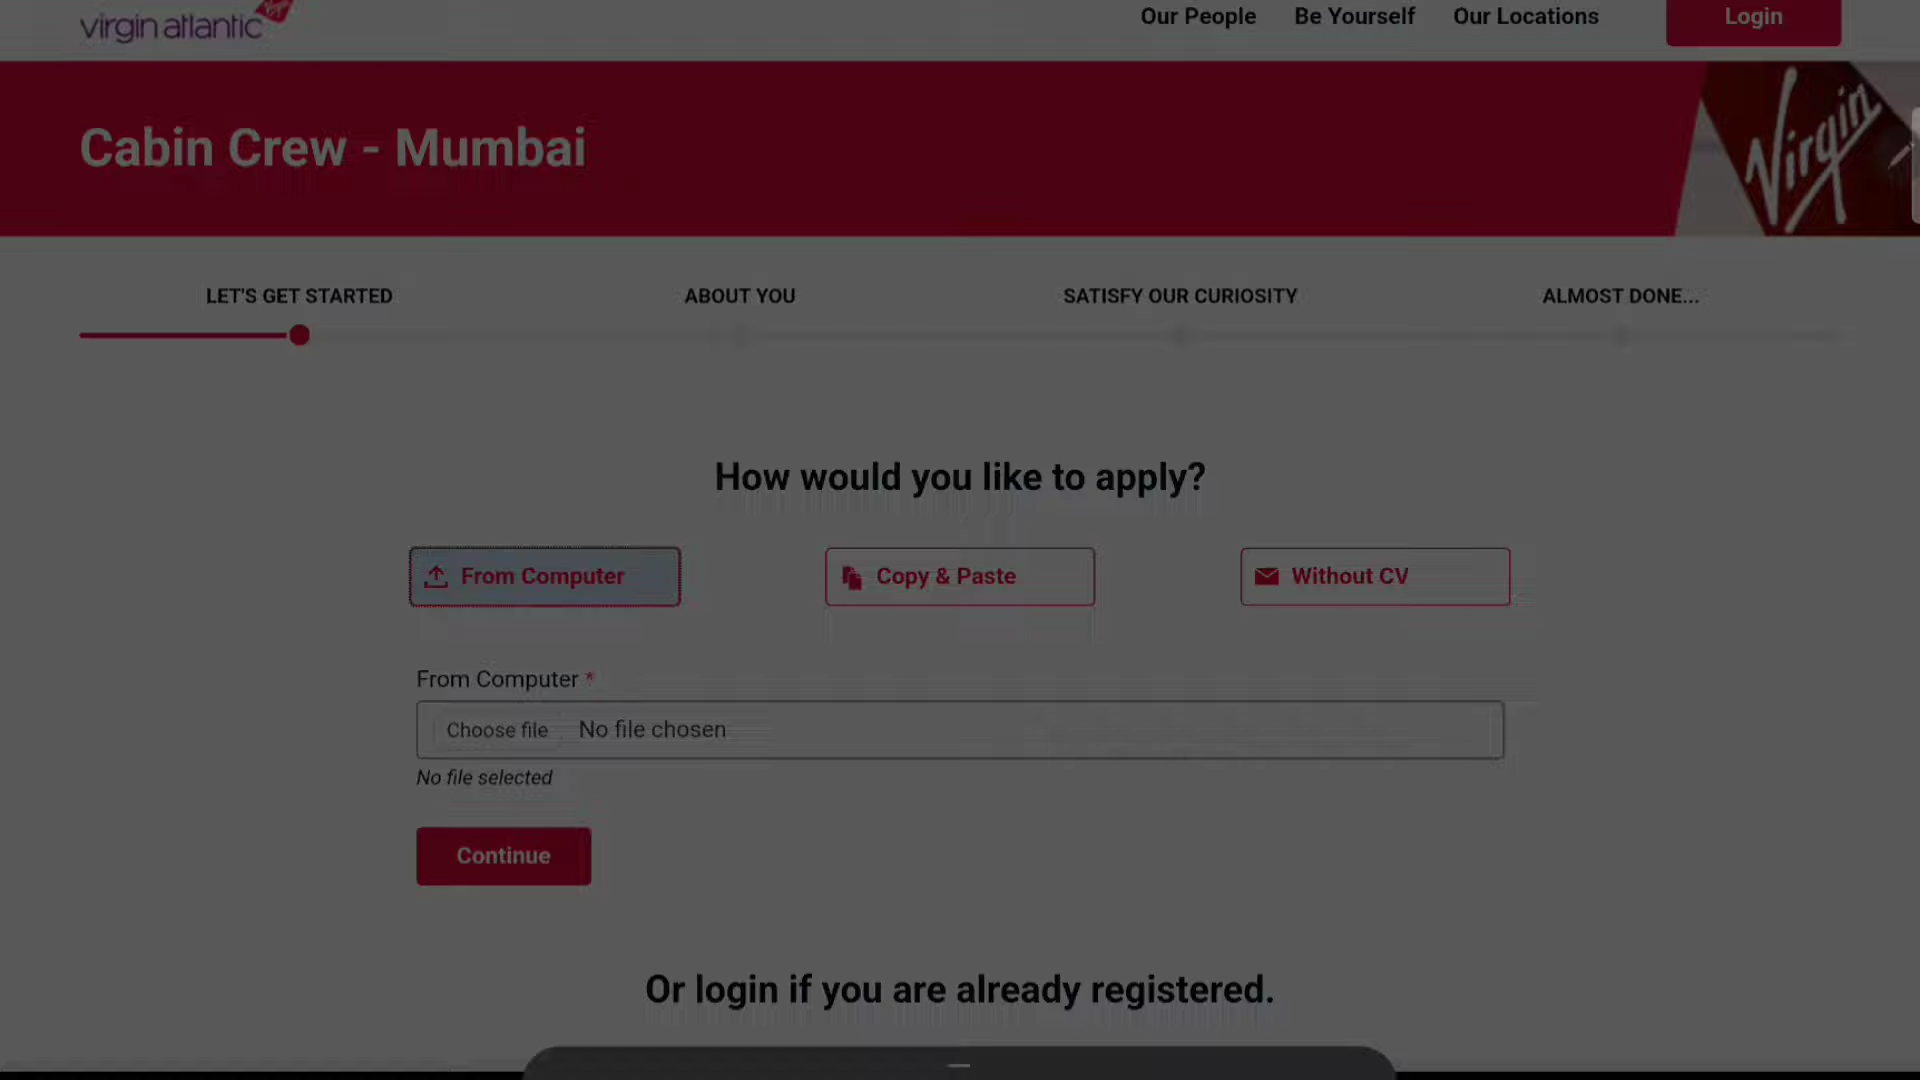 virgin atlantic
Our People Be Yourself Our Locations Login
Cabin Crew - Mumbai
Virgin
LET'S GET STARTED ABOUT YOU SATISFY OUR CURIOSITY ALMOST DONE...
How would you like to apply?
From Computer Copy & Paste Without CV
From Computer *
Choose file No file chosen
No file selected
Continue
Or login if you are already registered.